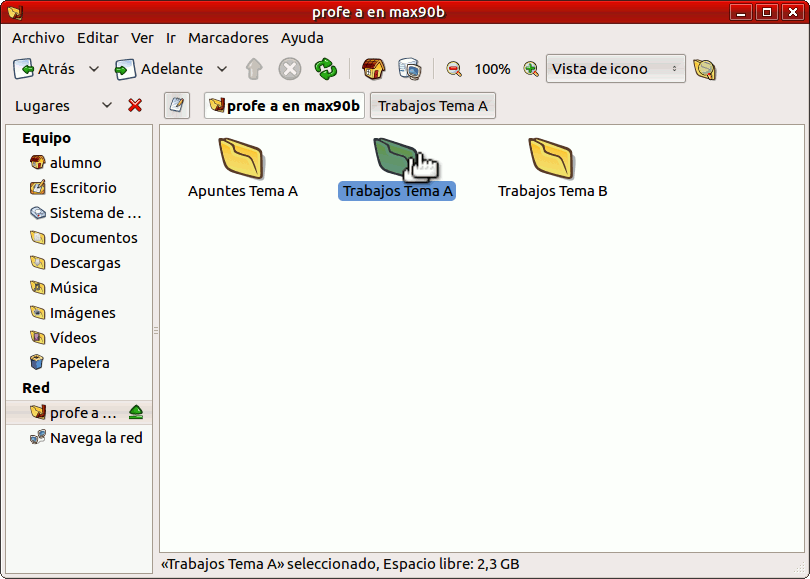 profe a en max90b
Archivo Editar Ver Ir Marcadores Ayuda
Atrás Adelante 100% Vista de icono
Lugares profe a en max90b Trabajos Tema A
Equipo
alumno
Escritorio
Sistema de ...
Documentos
Descargas
Música
Imágenes
Vídeos
Papelera
Red
profe a ...
Navega la red
Apuntes Tema A Trabajos Tema A Trabajos Tema B
«Trabajos Tema A» seleccionado, Espacio libre: 2,3 GB